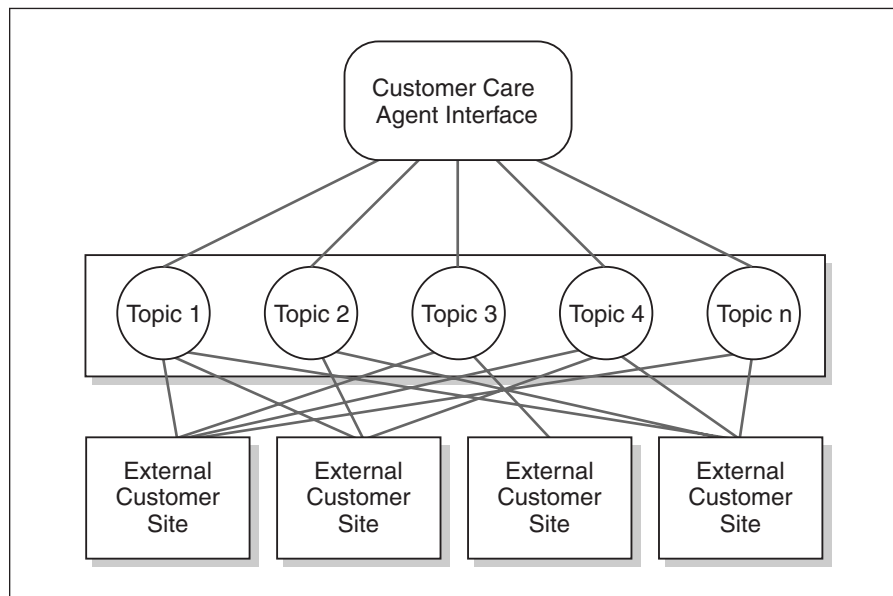 Customer Care
Agent Interface
Topic 1
Topic 2
Topic 3
Topic 4
Topic n
External
Customer
Site
External
Customer
Site
External
Customer
Site
External
Customer
Site